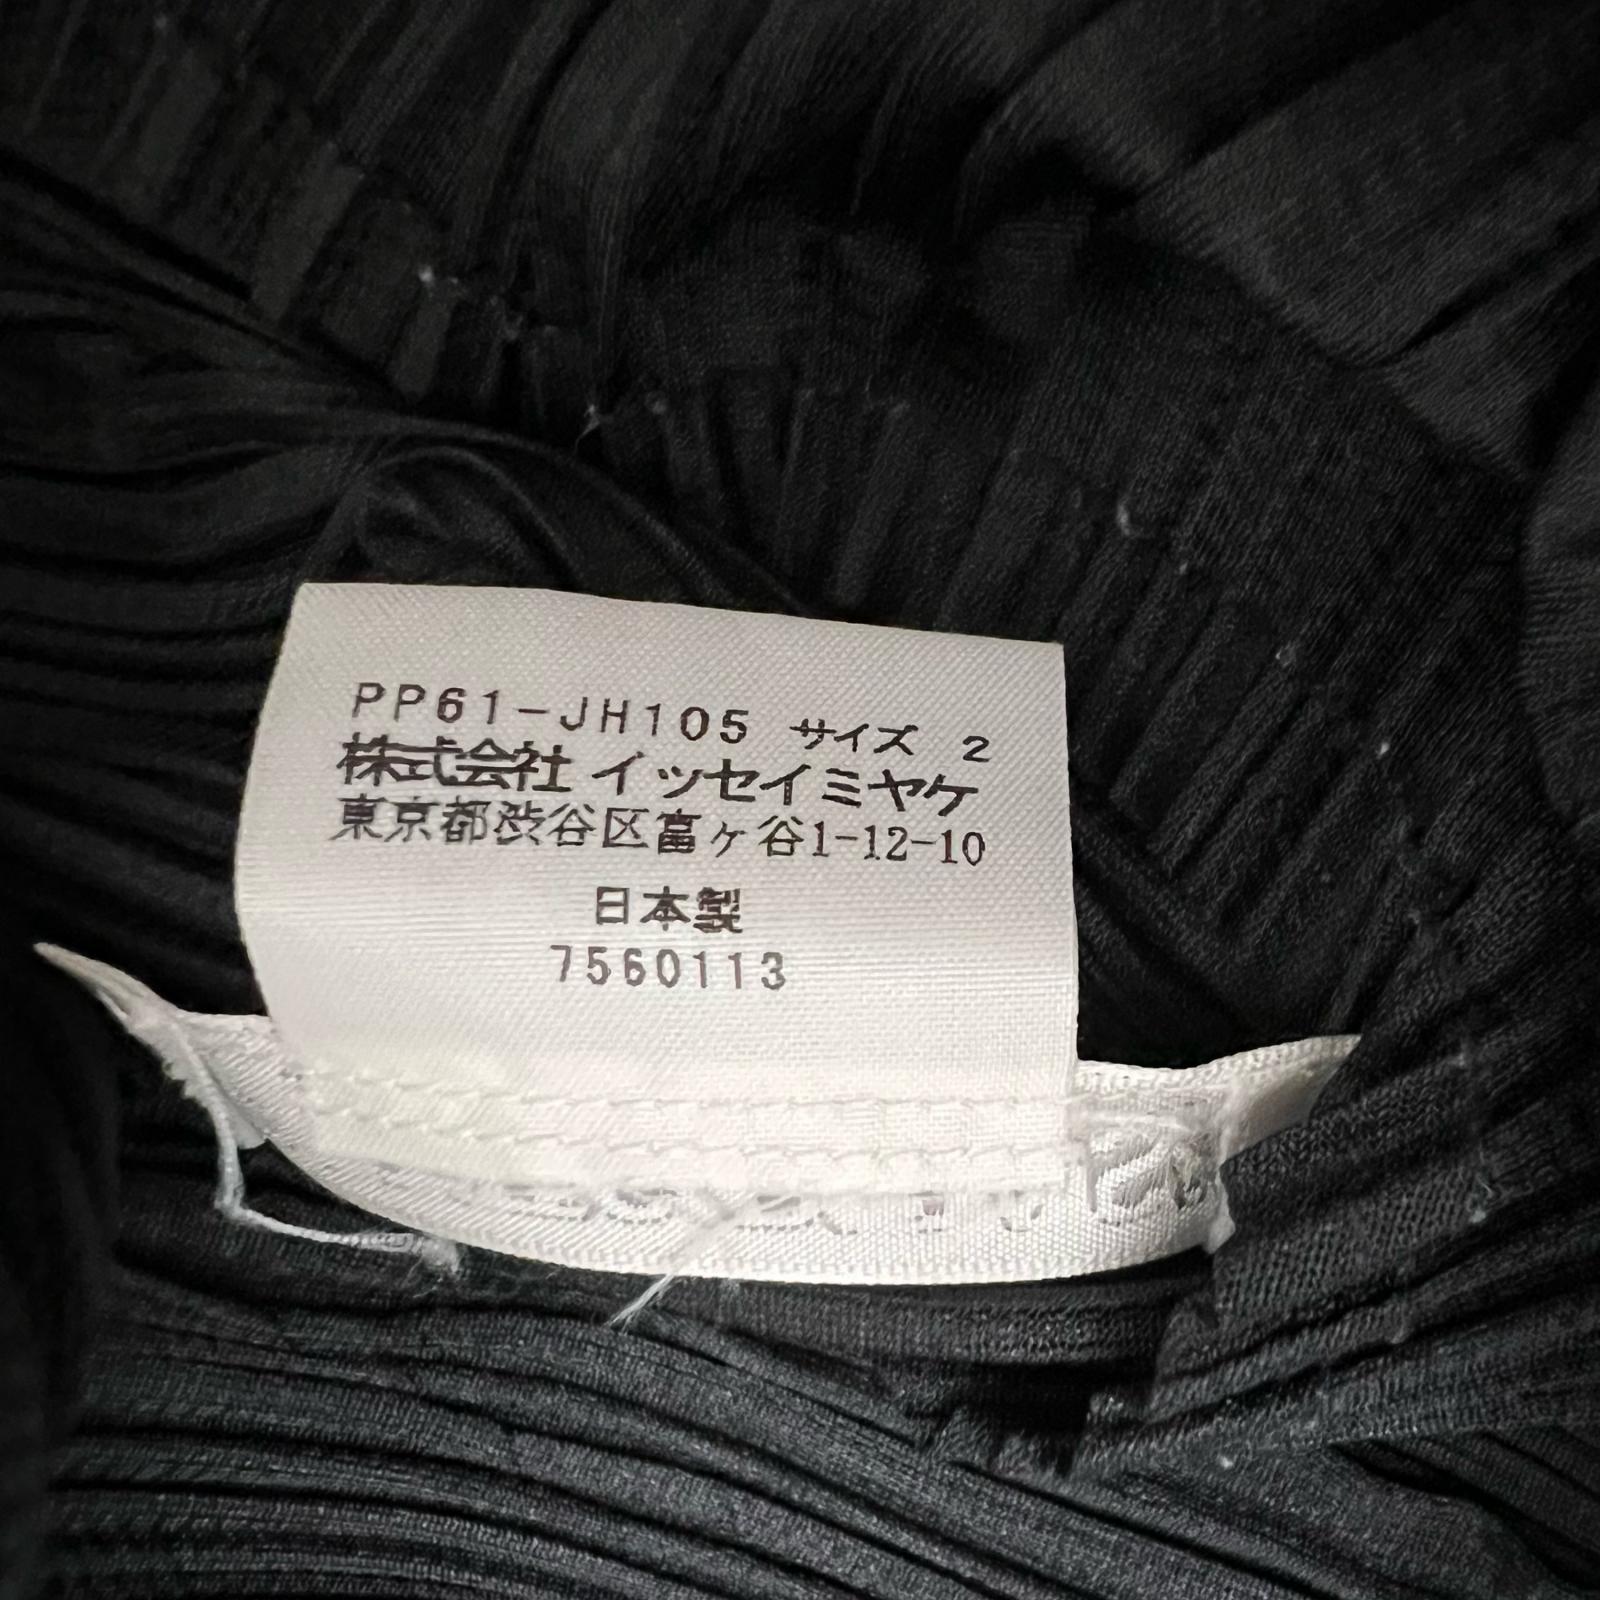 PP61-JH105 サイズ 2
株式会社 イッセイミヤケ
東京都渋谷区富ヶ谷1-12-10
日本製
7560113